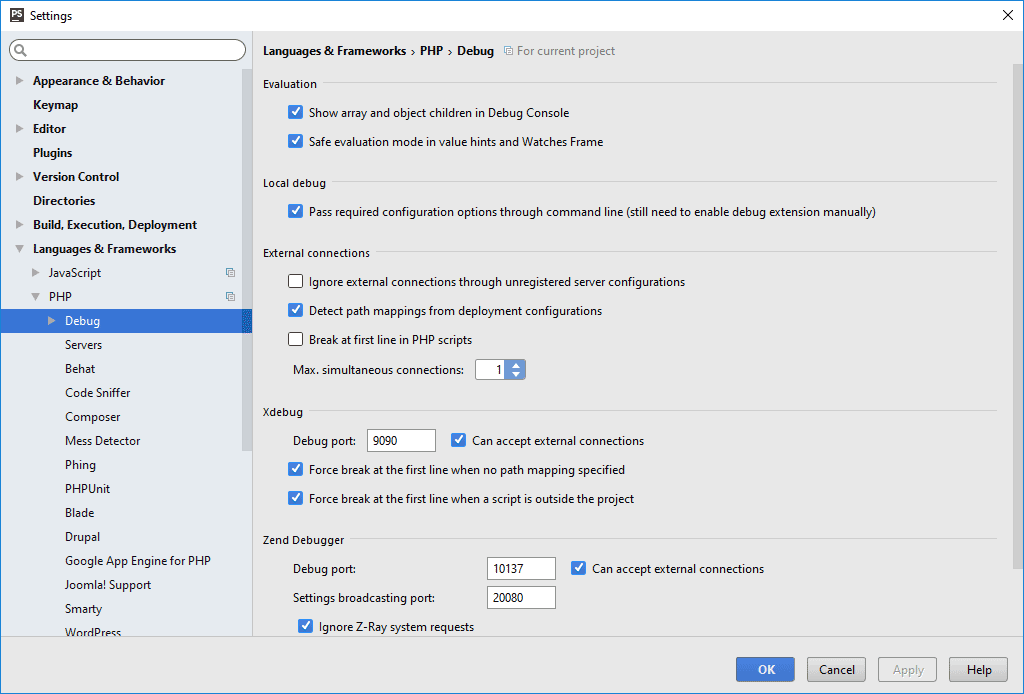 PS Settings
Languages & Frameworks › PHP › Debug For current project
Appearance & Behavior
Keymap
Editor
Plugins
Version Control
Directories
Build, Execution, Deployment
Languages & Frameworks
JavaScript
PHP
Debug
Servers
Behat
Code Sniffer
Composer
Mess Detector
Phing
PHPUnit
Blade
Drupal
Google App Engine for PHP
Joomla! Support
Smarty
WordPress
Evaluation
Show array and object children in Debug Console
Safe evaluation mode in value hints and Watches Frame
Local debug
Pass required configuration options through command line (still need to enable debug extension manually)
External connections
Ignore external connections through unregistered server configurations
Detect path mappings from deployment configurations
Break at first line in PHP scripts
Max. simultaneous connections: 1
Xdebug
Debug port: 9090 Can accept external connections
Force break at the first line when no path mapping specified
Force break at the first line when a script is outside the project
Zend Debugger
Debug port: 10137 Can accept external connections
Settings broadcasting port: 20080
Ignore Z-Ray system requests
OK Cancel Apply Help